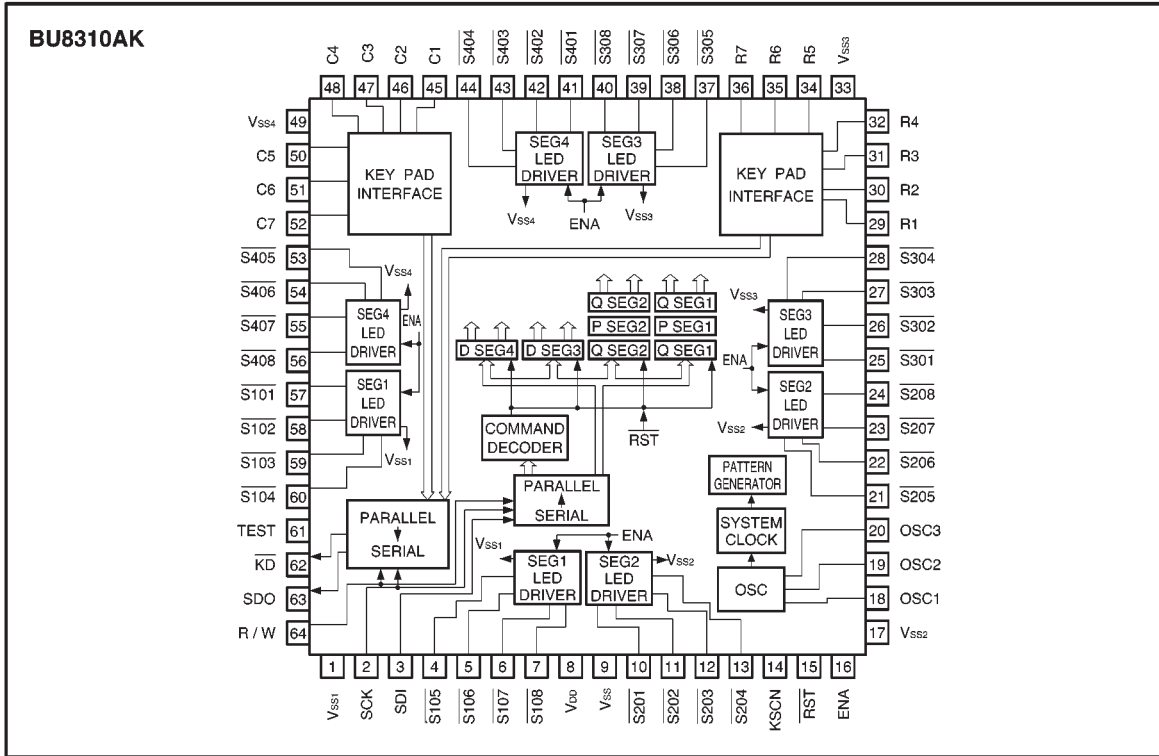 BU8310AK
C4 C3 C2 C1 S404 S403 S402 S401 S308 S307 S306 S305 R7 R6 R5 VSS3
48 47 46 45 44 43 42 41 40 39 38 37 36 35 34 33
VSS4 49
C5 50
C6 51
C7 52
S405 53
S406 54
S407 55
S408 56
S101 57
S102 58
S103 59
S104 60
TEST 61
KD 62
SDO 63
R / W 64
32 R4
31 R3
30 R2
29 R1
28 S304
27 S303
26 S302
25 S301
24 S208
23 S207
22 S206
21 S205
20 OSC3
19 OSC2
18 OSC1
17 VSS2
KEY PAD
INTERFACE
SEG4
LED
DRIVER
SEG3
LED
DRIVER
KEY PAD
INTERFACE
VSS4
ENA
VSS3
VSS4
SEG4
LED
DRIVER
ENA
SEG1
LED
DRIVER
VSS1
Q SEG2 Q SEG1
P SEG2 P SEG1
D SEG4 D SEG3 Q SEG2 Q SEG1
COMMAND
DECODER
RST
VSS3
SEG3
LED
DRIVER
ENA
SEG2
LED
DRIVER
VSS2
PARALLEL
SERIAL
PARALLEL
SERIAL
PATTERN
GENERATOR
SYSTEM
CLOCK
OSC
ENA
VSS1
SEG1
LED
DRIVER
SEG2
LED
DRIVER
VSS2
1 2 3 4 5 6 7 8 9 10 11 12 13 14 15 16
VSS1 SCK SDI S105 S106 S107 S108 VDD VSS S201 S202 S203 S204 KSCN RST ENA